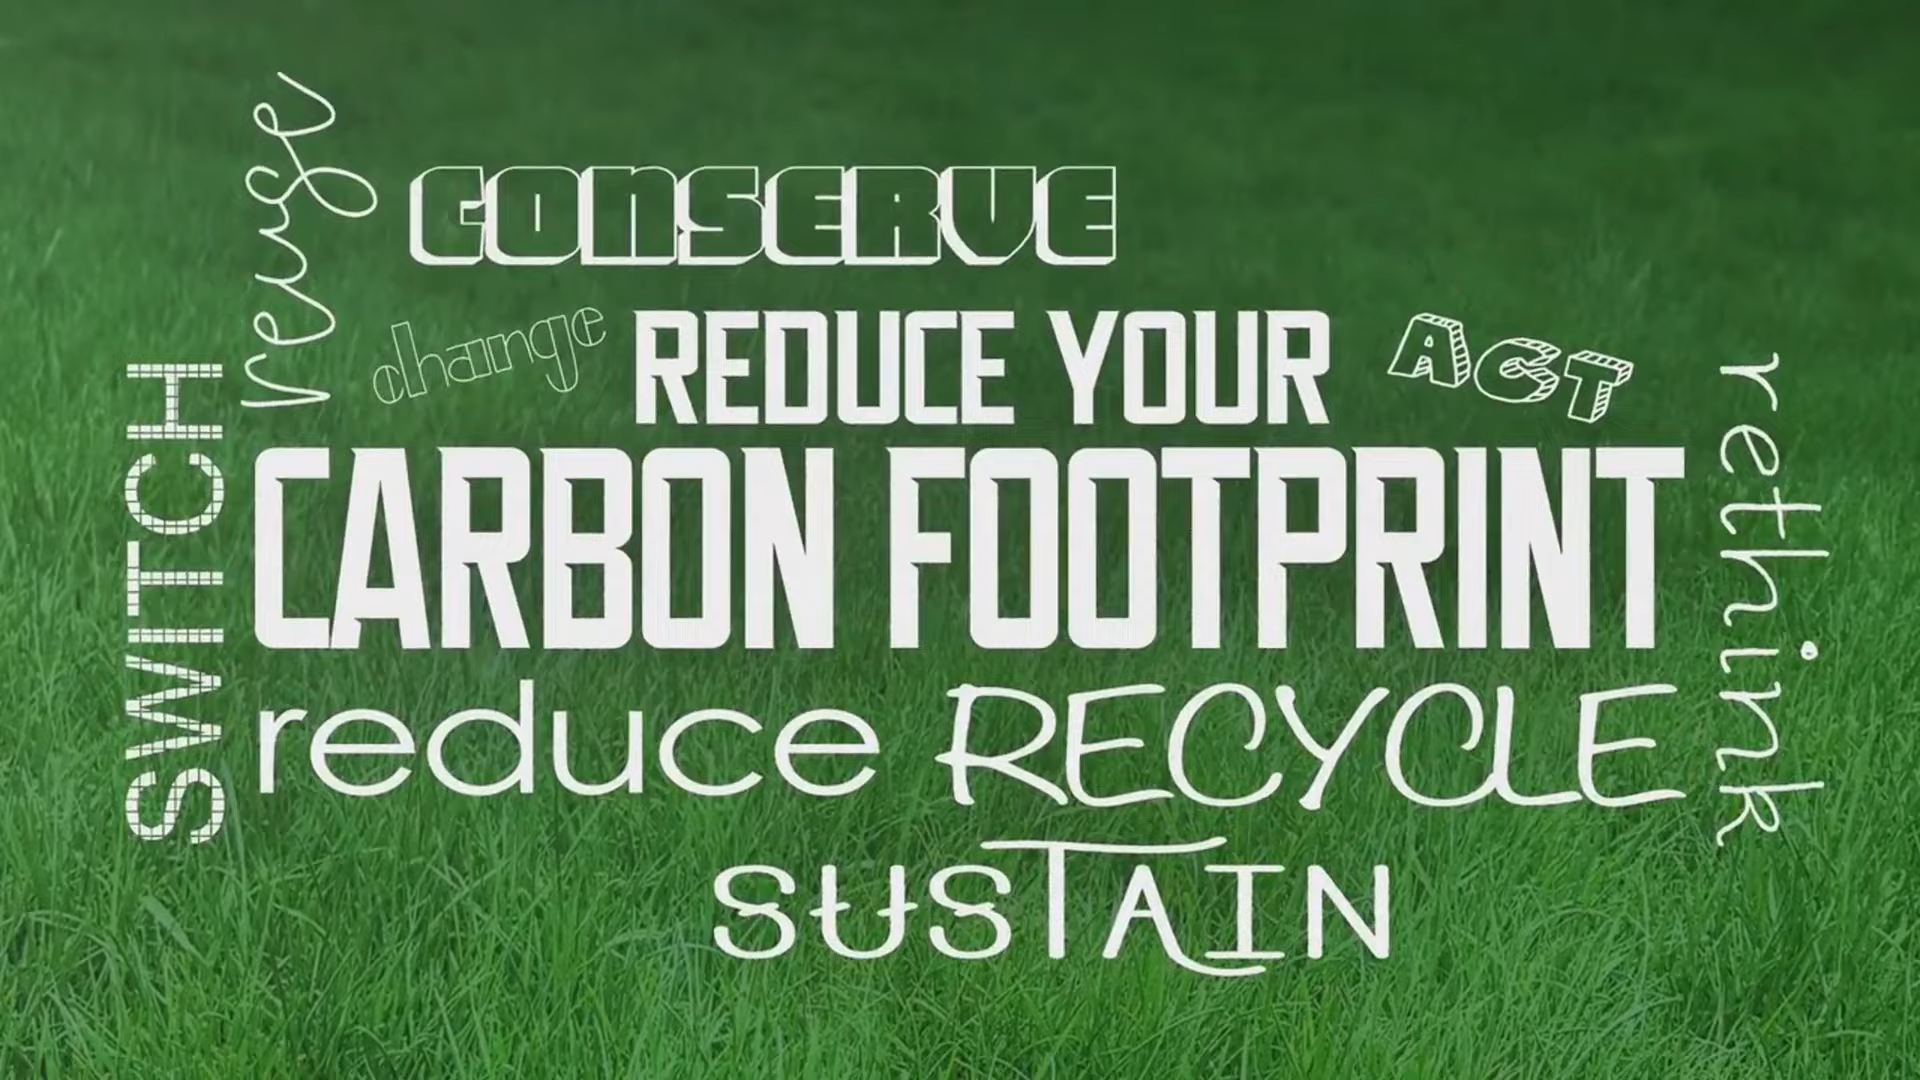 reuse
CONSERVE
change
REDUCE YOUR
ACT
SWITCH
CARBON FOOTPRINT
rethink
reduce RECYCLE
SUSTAIN